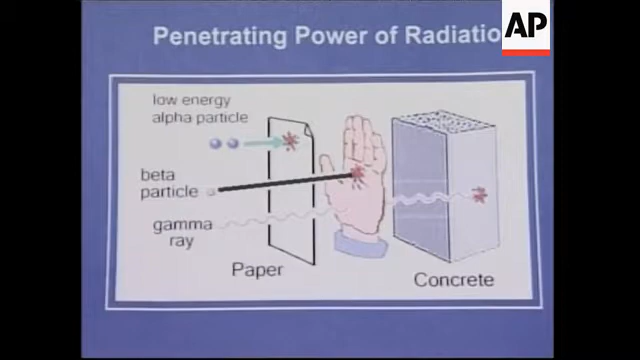 AP
Penetrating Power of Radiatio
low energy
alpha particle
beta
particle
gamma
ray
Paper
Concrete